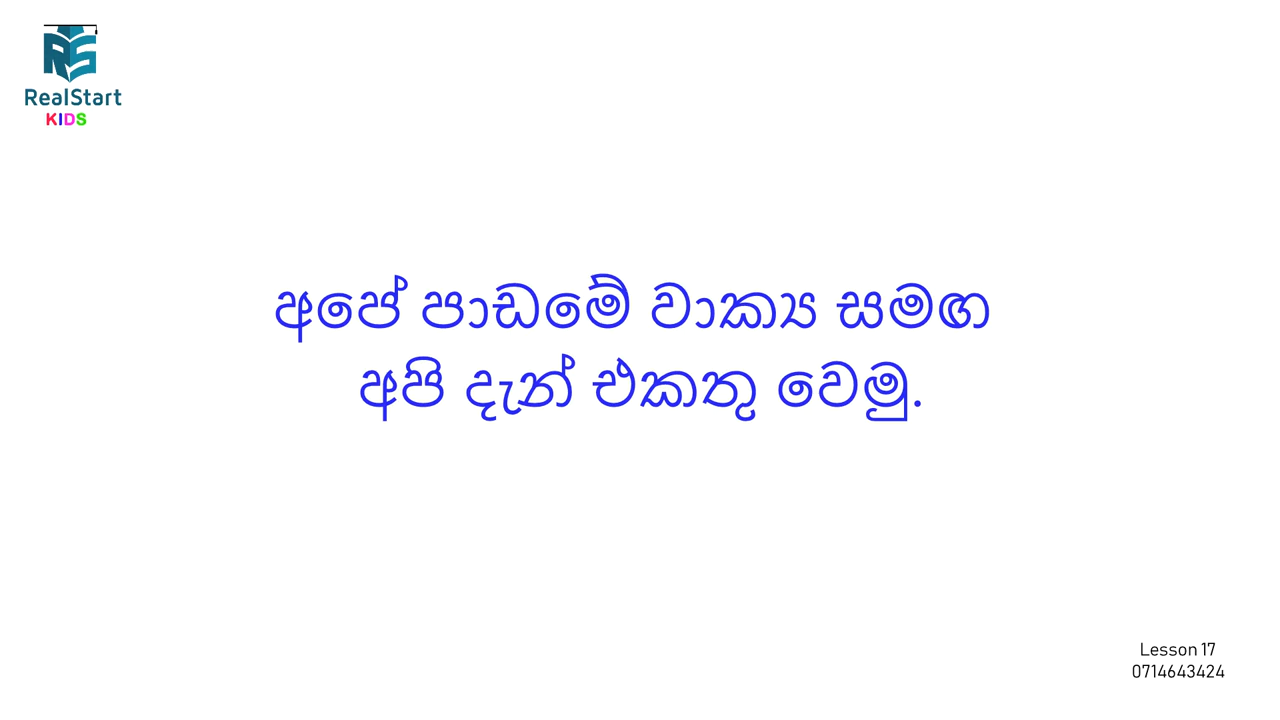 RealStart
KIDS
අපේ පාඩමේ වාක්‍ය සමඟ
අපි දැන් එකතු වෙමු.
Lesson 17
0714643424